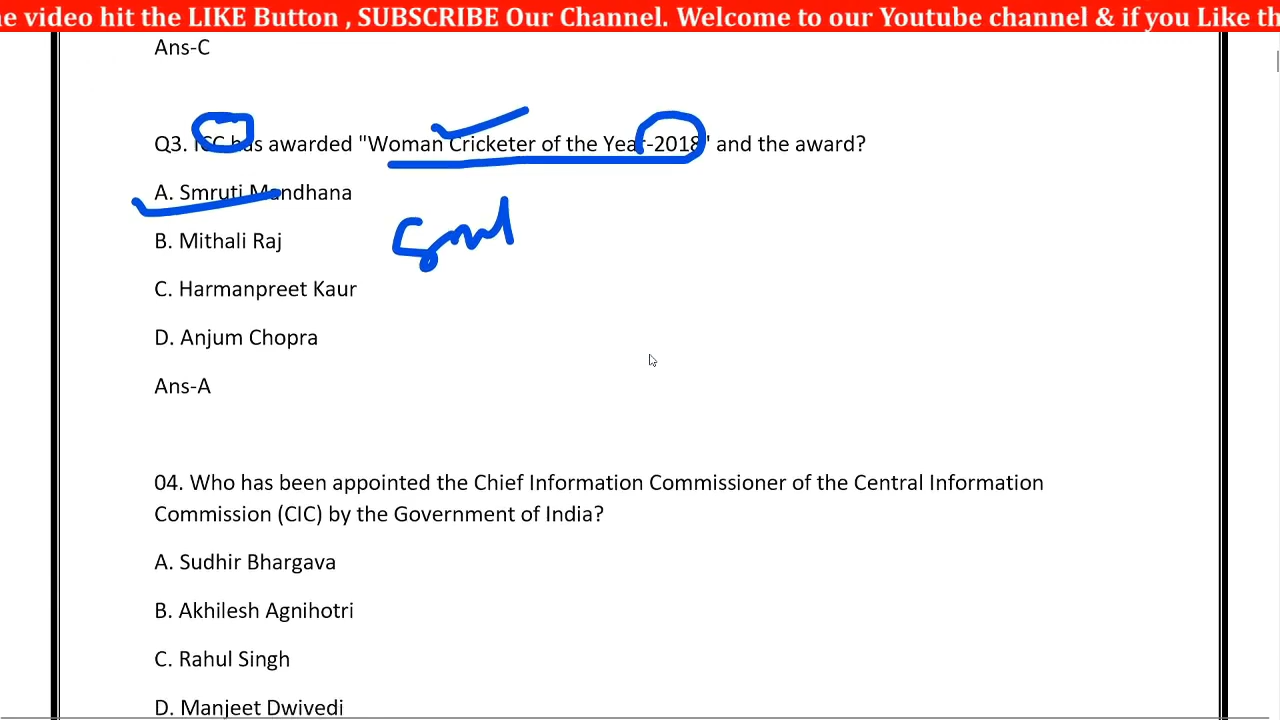 e video hit the LIKE Button , SUBSCRIBE Our Channel. Welcome to our Youtube channel & if you Like th
Ans-C
Q3. ICC has awarded "Woman Cricketer of the Year-2018" and the award?
A. Smruti Mandhana
B. Mithali Raj
C. Harmanpreet Kaur
D. Anjum Chopra
Ans-A
04. Who has been appointed the Chief Information Commissioner of the Central Information
Commission (CIC) by the Government of India?
A. Sudhir Bhargava
B. Akhilesh Agnihotri
C. Rahul Singh
D. Manjeet Dwivedi